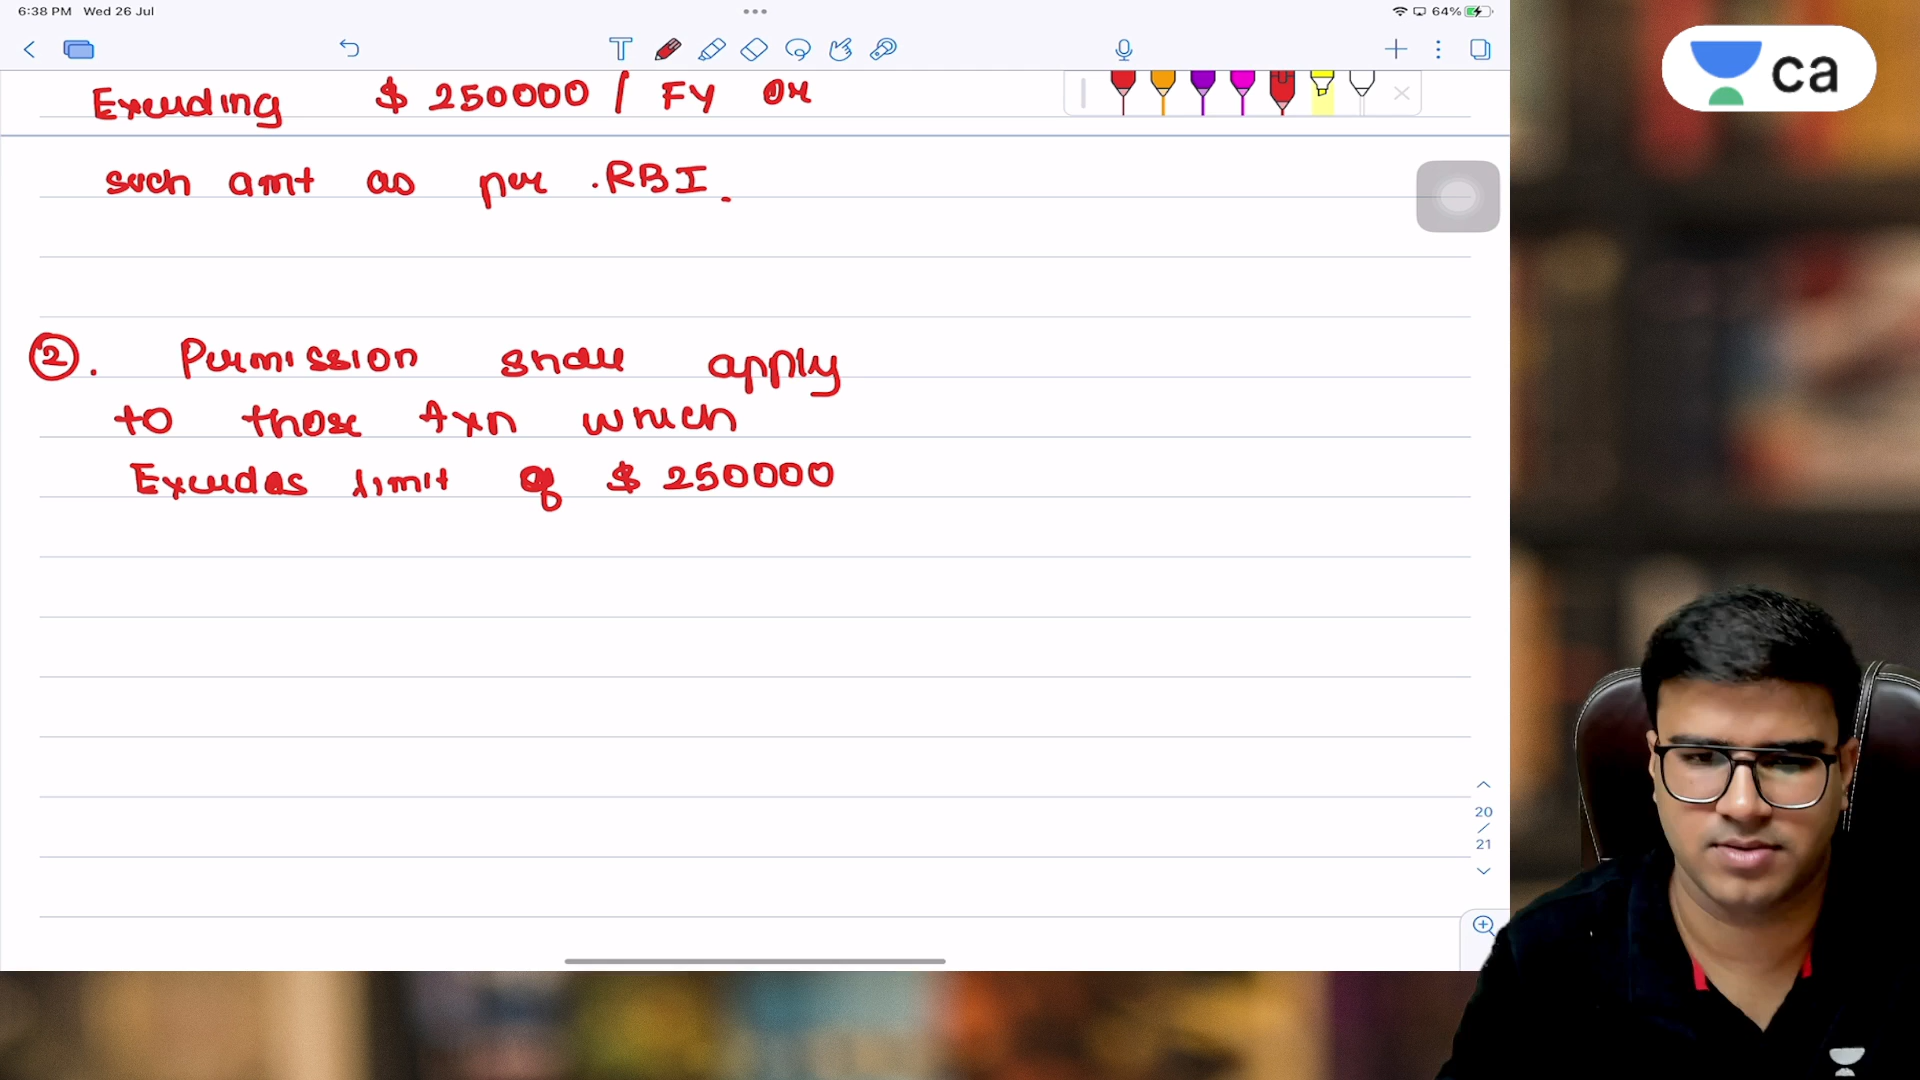 6:38 PM Wed 26 Jul
64%
ca
Exceeding $ 250000 / FY or
such amt as per .RBI.
②. Permission shall apply
to those txn which
Exceedes limit of $ 250000
20
/
21